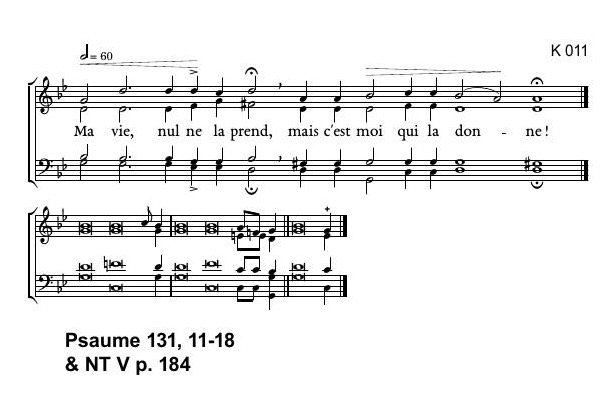 = 60
K 011
Ma vie, nul ne la prend, mais c'est moi qui la don - ne!
Psaume 131, 11-18
& NT V p. 184